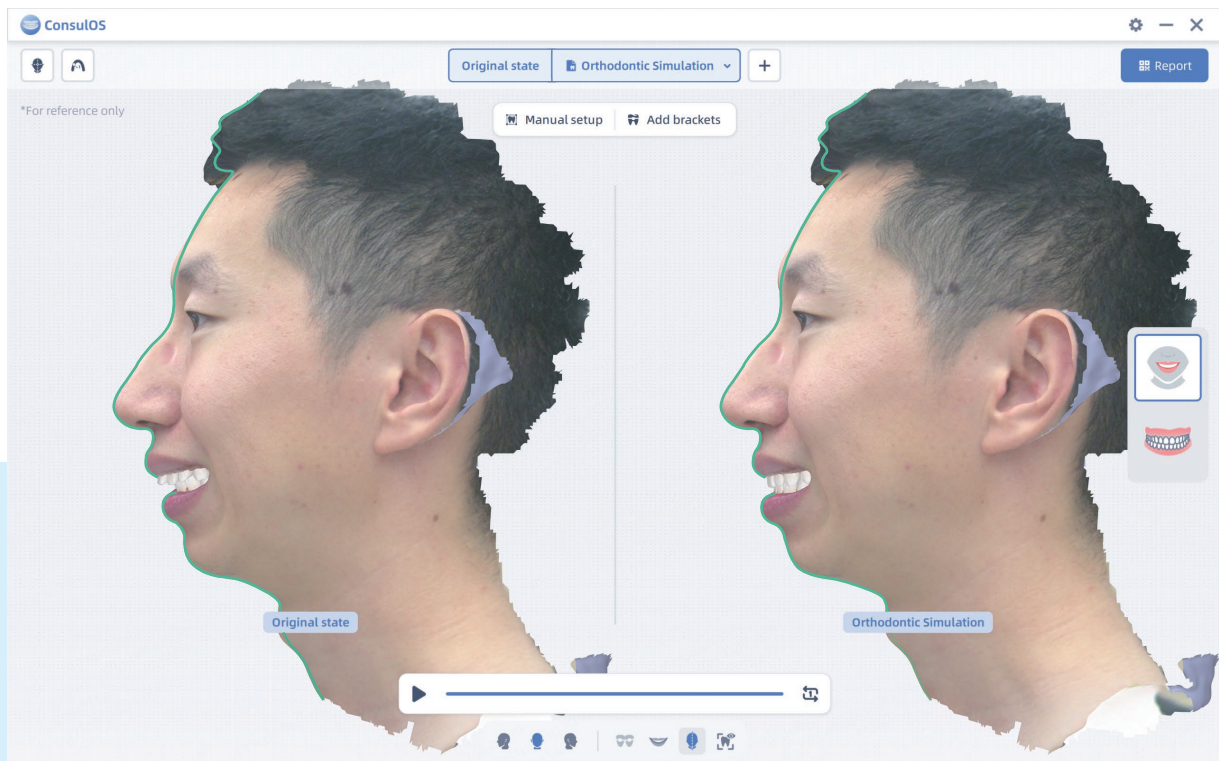 ConsulOS
Original state
Orthodontic Simulation
Report
*For reference only
Manual setup
Add brackets
Original state
Orthodontic Simulation